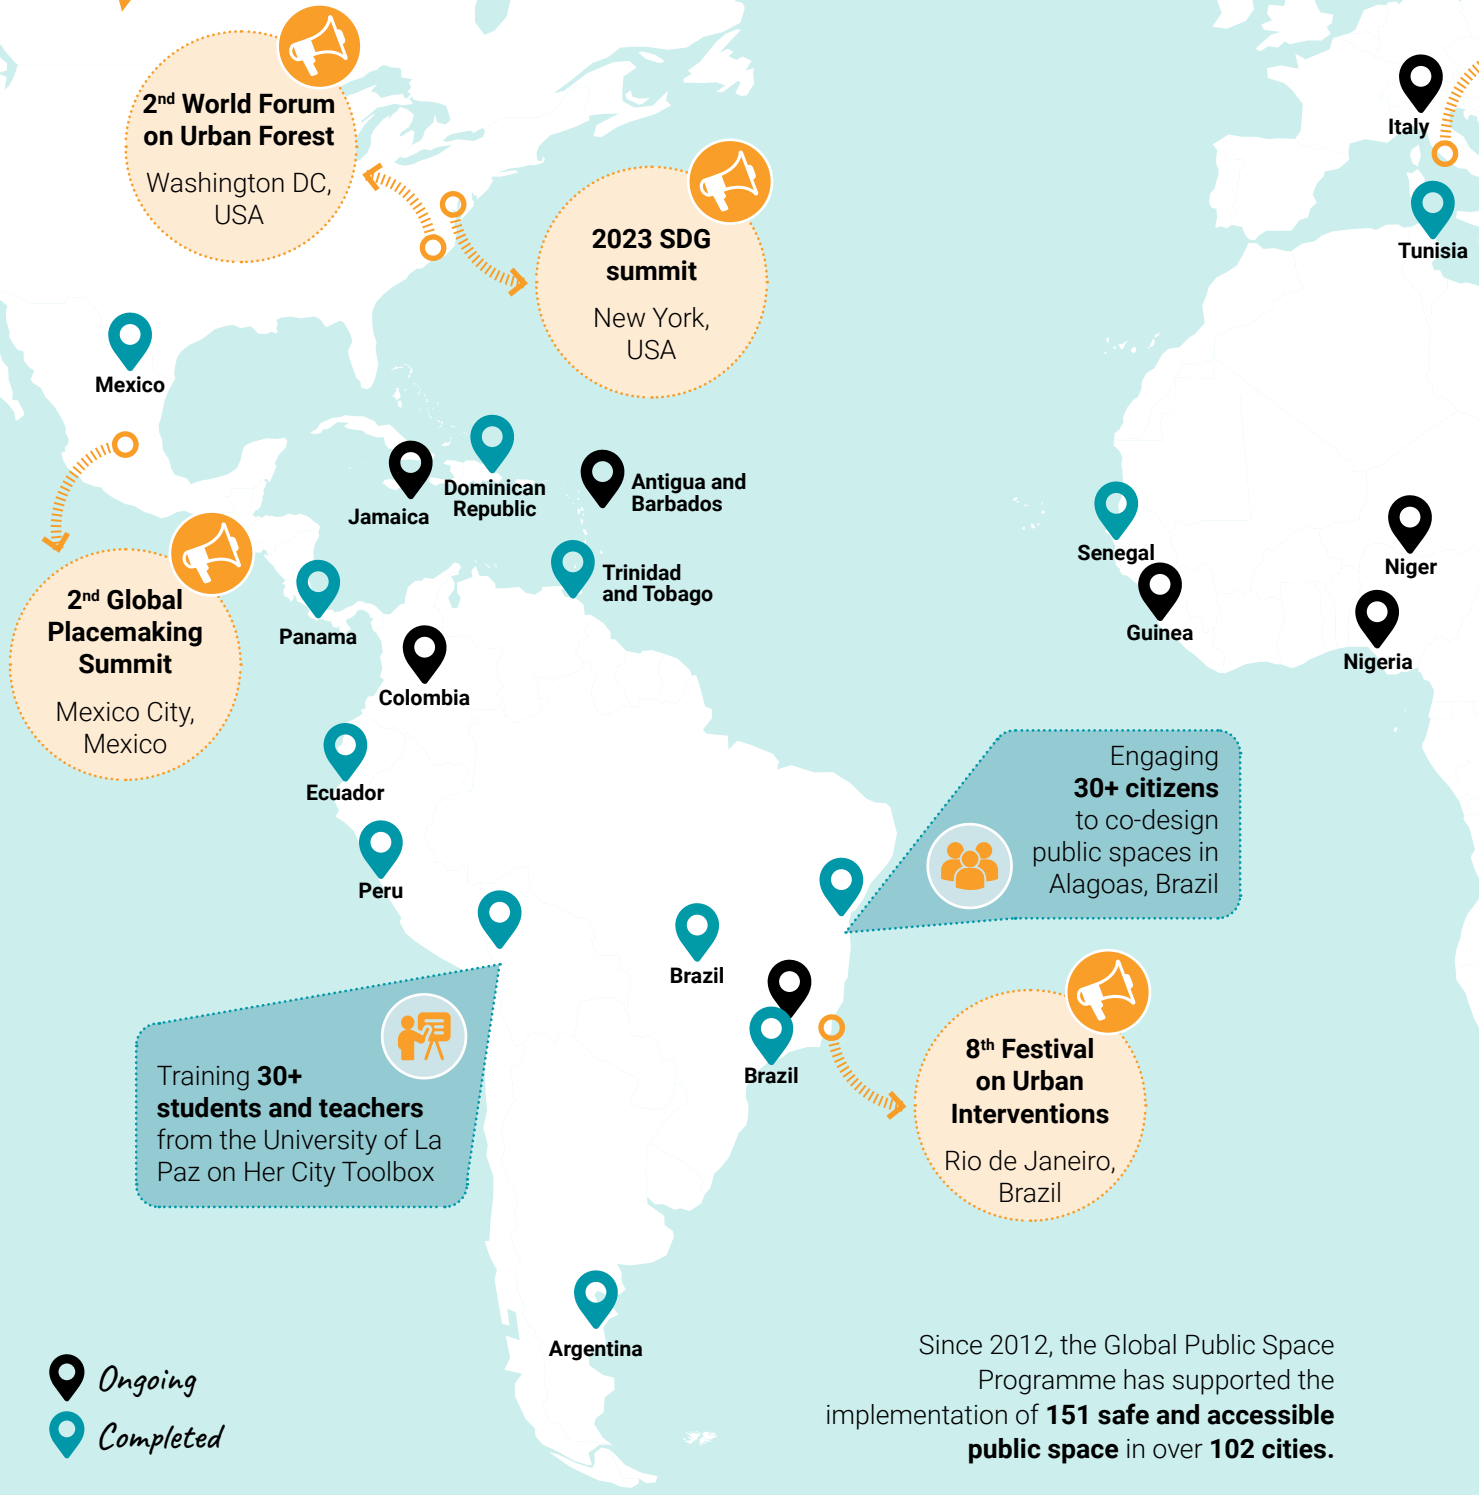 2nd World Forum
on Urban Forest
Washington DC,
USA
2023 SDG
summit
New York,
USA
Italy
Tunisia
Mexico
Jamaica
Dominican
Republic
Antigua and
Barbados
Trinidad
and Tobago
Senegal
Niger
Guinea
Nigeria
2nd Global
Placemaking
Summit
Mexico City,
Mexico
Panama
Colombia
Ecuador
Peru
Engaging
30+ citizens
to co-design
public spaces in
Alagoas, Brazil
Brazil
Brazil
Training 30+
students and teachers
from the University of La
Paz on Her City Toolbox
8th Festival
on Urban
Interventions
Rio de Janeiro,
Brazil
Argentina
Ongoing
Completed
Since 2012, the Global Public Space
Programme has supported the
implementation of 151 safe and accessible
public space in over 102 cities.